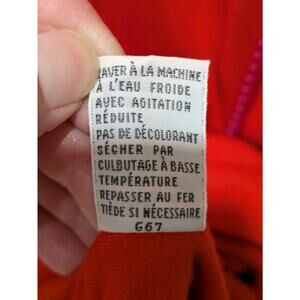 LAVER À LA MACHINE
À L'EAU FROIDE
AVEC AGITATION
RÉDUITE
PAS DE DÉCOLORANT
SÉCHER PAR
CULBUTAGE À BASSE
TEMPÉRATURE
REPASSER AU FER
TIÈDE SI NÉCESSAIRE
G67